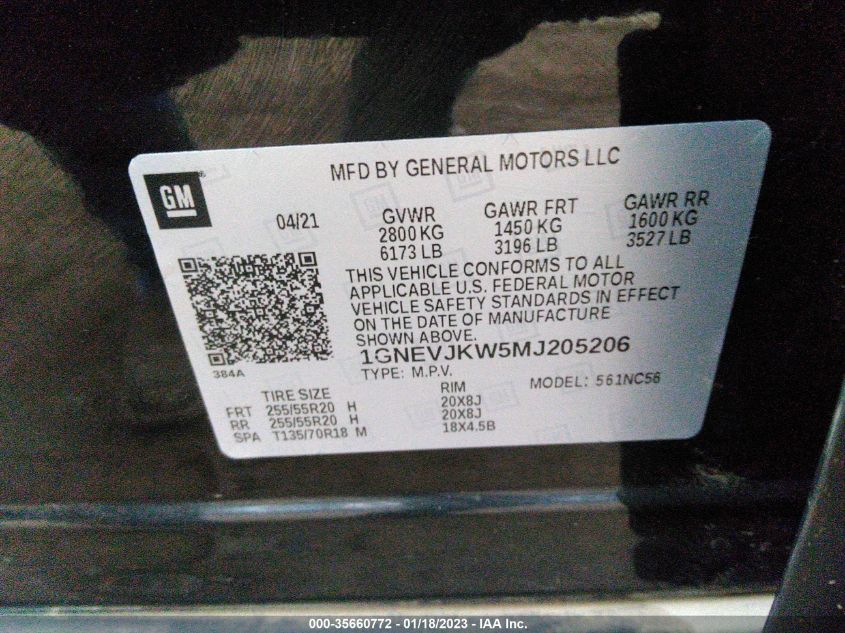 MFD BY GENERAL MOTORS LLC
GM ®
04/21 GVWR GAWR FRT GAWR RR
2800 KG 1450 KG 1600 KG
6173 LB 3196 LB 3527 LB
THIS VEHICLE CONFORMS TO ALL
APPLICABLE U.S. FEDERAL MOTOR
VEHICLE SAFETY STANDARDS IN EFFECT
ON THE DATE OF MANUFACTURE
SHOWN ABOVE.
1GNEVJKW5MJ205206
384A
TYPE: M.P.V. MODEL: 561NC56
TIRE SIZE RIM
FRT 255/55R20 H 20X8J
RR 255/55R20 H 20X8J
SPA T135/70R18 M 18X4.5B
000-35660772 — 01/18/2023 — © IAA Inc.